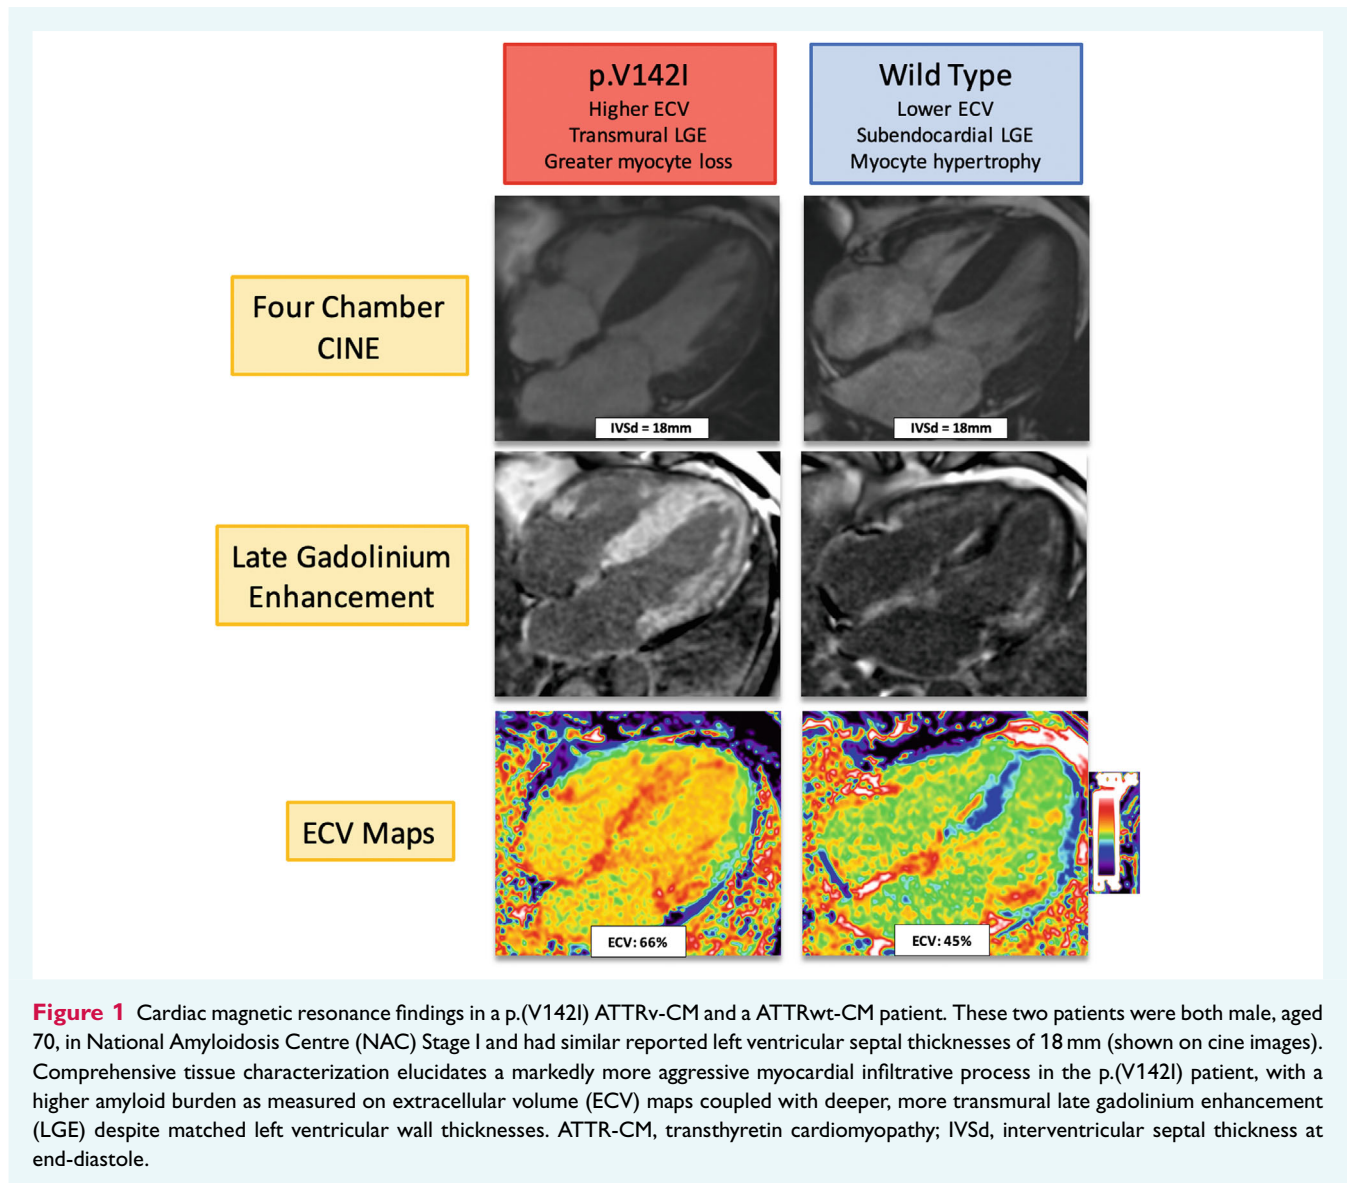 p.V142I
Higher ECV
Transmural LGE
Greater myocyte loss
Wild Type
Lower ECV
Subendocardial LGE
Myocyte hypertrophy
Four Chamber
CINE
IVSd = 18mm
IVSd = 18mm
Late Gadolinium
Enhancement
ECV Maps
ECV: 66%
ECV: 45%
Figure 1 Cardiac magnetic resonance findings in a p.(V142I) ATTRv-CM and a ATTRwt-CM patient. These two patients were both male, aged
70, in National Amyloidosis Centre (NAC) Stage I and had similar reported left ventricular septal thicknesses of 18 mm (shown on cine images).
Comprehensive tissue characterization elucidates a markedly more aggressive myocardial infiltrative process in the p.(V142I) patient, with a
higher amyloid burden as measured on extracellular volume (ECV) maps coupled with deeper, more transmural late gadolinium enhancement
(LGE) despite matched left ventricular wall thicknesses. ATTR-CM, transthyretin cardiomyopathy; IVSd, interventricular septal thickness at
end-diastole.